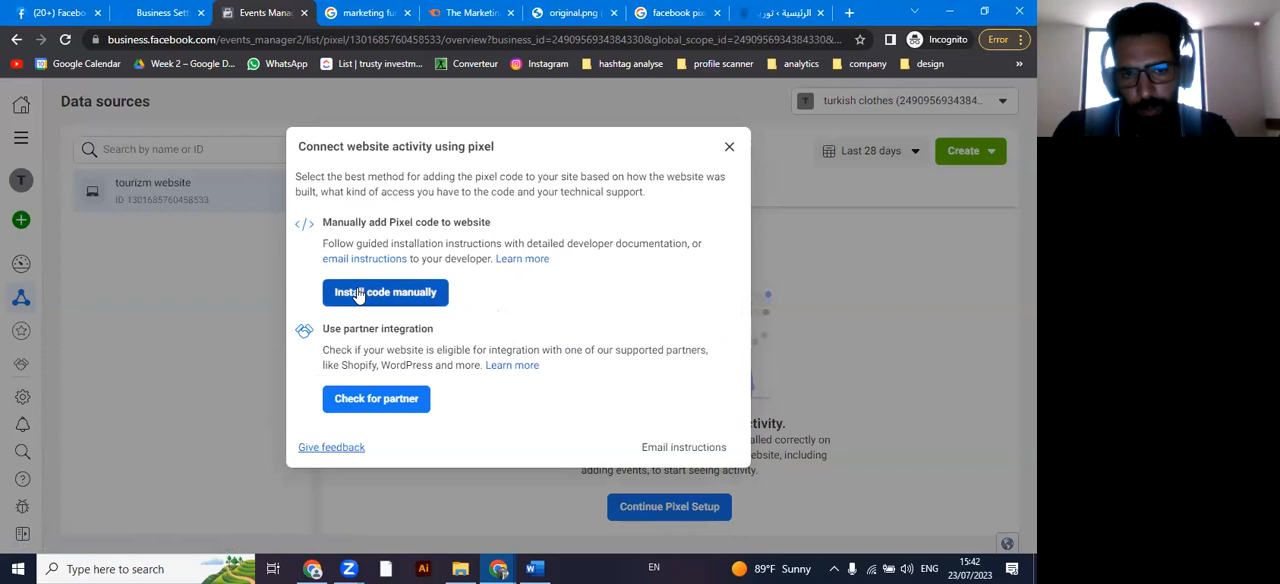 (20+) Facebo
Business Sett
Events Mana
marketing fu
The Marketin
original.png (
facebook pix
الرئيسية - توري
business.facebook.com/events_manager2/list/pixel/1301685760458533/overview?business_id=2490956934384330&global_scope_id=2490956934384330&...
Incognito
Error
Google Calendar
Week 2 – Google D...
WhatsApp
List | trusty investm...
Converteur
Instagram
hashtag analyse
profile scanner
analytics
company
design
»
Data sources
T
turkish clothes (2490956934384...
Search by name or ID
Last 28 days
Create
T
tourizm website
ID 1301685760458533
Connect website activity using pixel
Select the best method for adding the pixel code to your site based on how the website was
built, what kind of access you have to the code and your technical support.
Manually add Pixel code to website
Follow guided installation instructions with detailed developer documentation, or
email instructions to your developer. Learn more
Install code manually
Use partner integration
Check if your website is eligible for integration with one of our supported partners,
like Shopify, WordPress and more. Learn more
Check for partner
Give feedback
Email instructions
tivity.
alled correctly on
ebsite, including
adding events, to start seeing activity.
Continue Pixel Setup
Type here to search
EN
89°F Sunny
ENG
15:42
23/07/2023